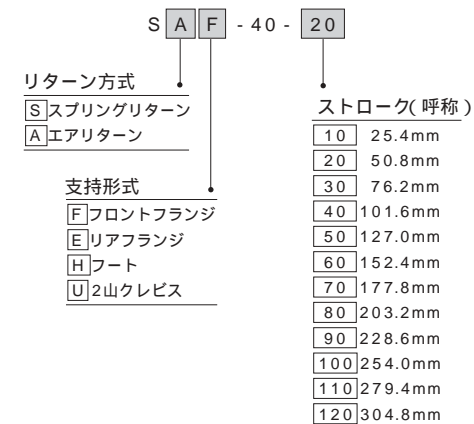 S A F - 40 - 20
リターン方式
S スプリングリターン
A エアリターン
支持形式
F フロントフランジ
E リアフランジ
H フート
U 2山クレビス
ストローク(呼称)
10 25.4mm
20 50.8mm
30 76.2mm
40 101.6mm
50 127.0mm
60 152.4mm
70 177.8mm
80 203.2mm
90 228.6mm
100 254.0mm
110 279.4mm
120 304.8mm